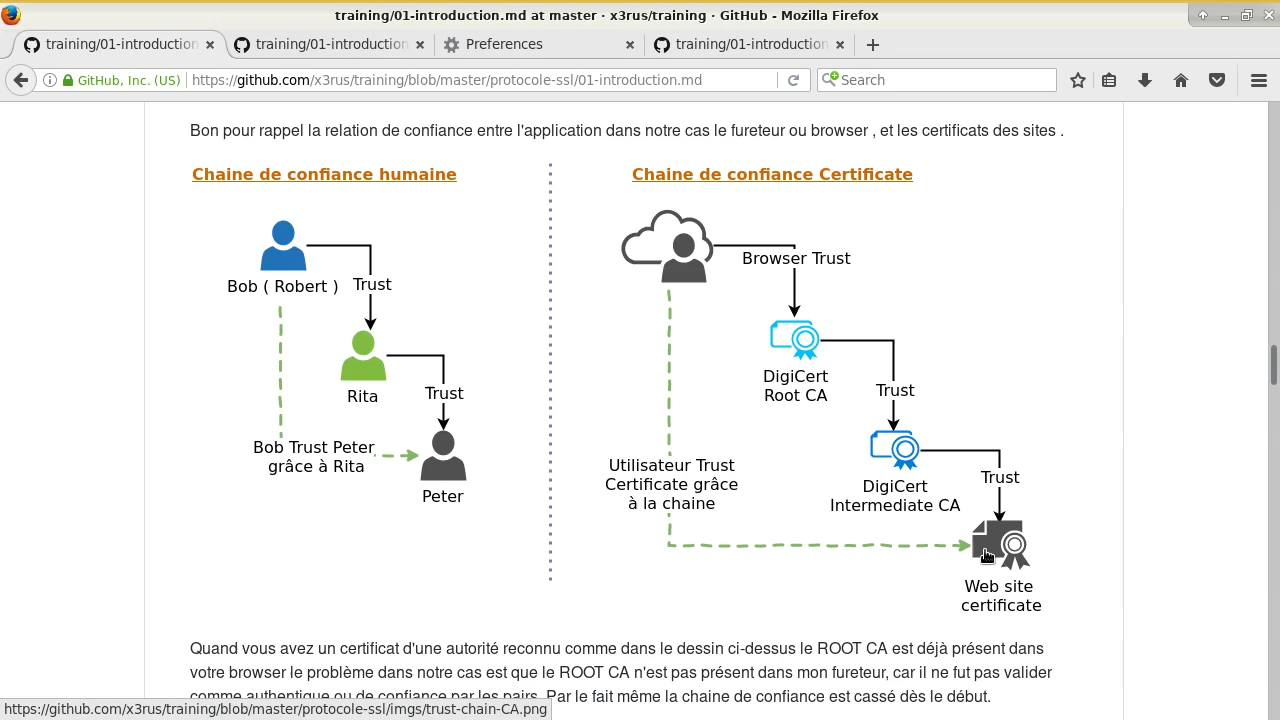 training/01-introduction.md at master · x3rus/training · GitHub - Mozilla Firefox
training/01-introduction
training/01-introduction
Preferences
training/01-introduction
GitHub, Inc. (US)
https://github.com/x3rus/training/blob/master/protocole-ssl/01-introduction.md
Search
Bon pour rappel la relation de confiance entre l'application dans notre cas le fureteur ou browser , et les certificats des sites .
Chaine de confiance humaine
Bob ( Robert )
Trust
Rita
Trust
Bob Trust Peter
grâce à Rita
Peter
Chaine de confiance Certificate
Browser Trust
DigiCert
Root CA
Trust
Utilisateur Trust
Certificate grâce
à la chaine
DigiCert
Intermediate CA
Trust
Web site
certificate
Quand vous avez un certificat d'une autorité reconnu comme dans le dessin ci-dessus le ROOT CA est déjà présent dans
votre browser le problème dans notre cas est que le ROOT CA n'est pas présent dans mon fureteur, car il ne fut pas valider
comme authentique ou de confiance par les pairs. Par le fait même la chaine de confiance est cassé dès le début.
https://github.com/x3rus/training/blob/master/protocole-ssl/imgs/trust-chain-CA.png